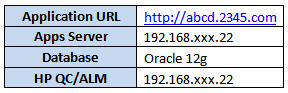 Application URL http://abcd.2345.com
Apps Server 192.168.xxx.22
Database Oracle 12g
HP QC/ALM 192.168.xxx.22